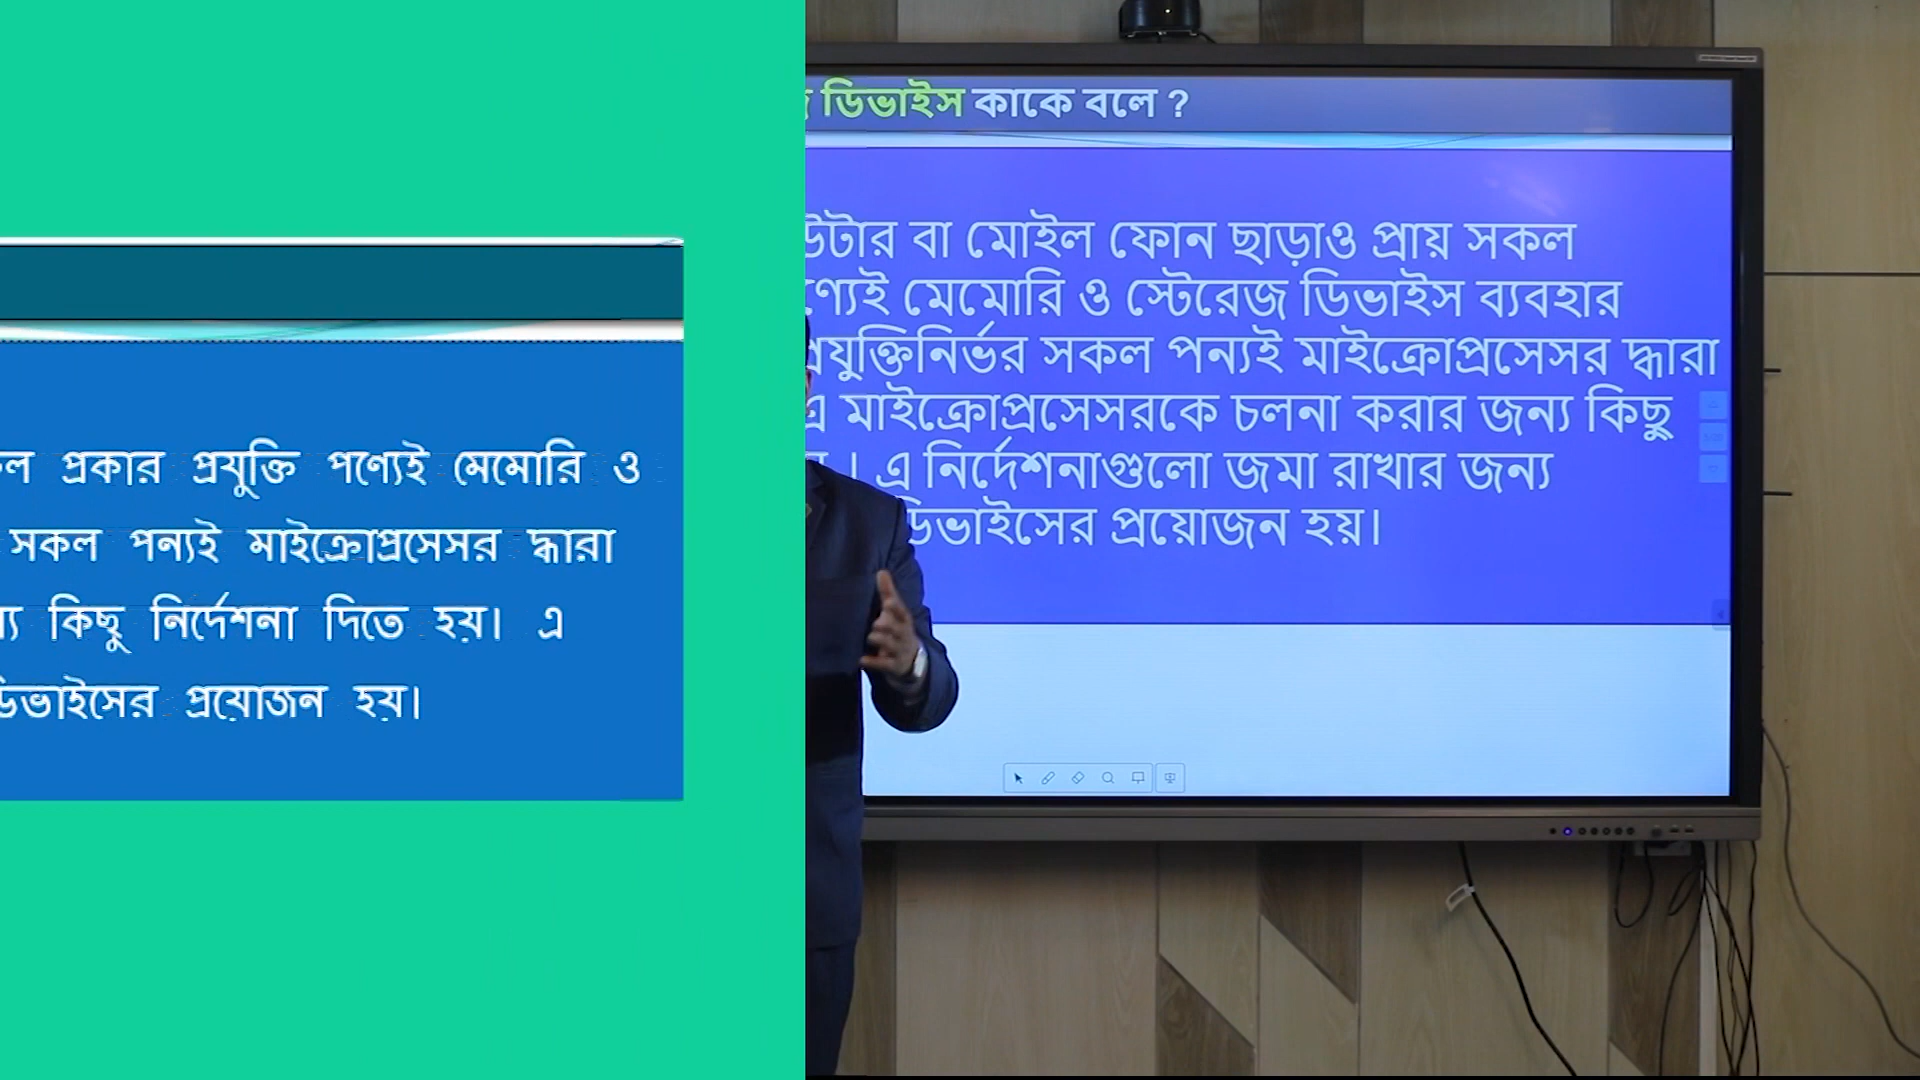 প্রকার প্রযুক্তি পণ্যেই মেমোরি ও
সকল পন্যই মাইক্রোপ্রসেসর দ্ধারা
কিছু নির্দেশনা দিতে হয়। এ
ডিভাইসের প্রয়োজন হয়।
ডিভাইস কাকে বলে ?
বা মোইল ফোন ছাড়াও প্রায় সকল
মেমোরি ও স্টেরেজ ডিভাইস ব্যবহার
প্রযুক্তিনির্ভর সকল পন্যই মাইক্রোপ্রসেসর দ্ধারা
এ মাইক্রোপ্রসেসরকে চলনা করার জন্য কিছু
। এ নির্দেশনাগুলো জমা রাখার জন্য
ডিভাইসের প্রয়োজন হয়।